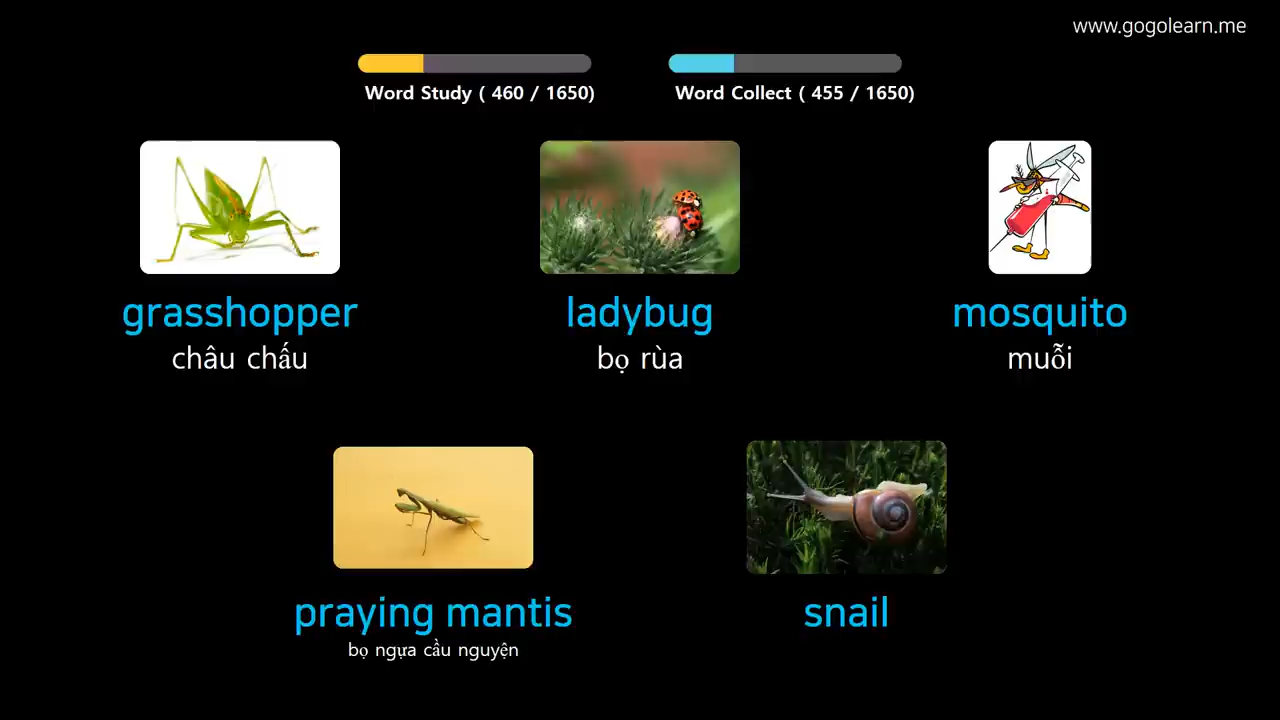 www.gogolearn.me
Word Study ( 460 / 1650)
Word Collect ( 455 / 1650)
grasshopper
châu chấu
ladybug
bọ rùa
mosquito
muỗi
praying mantis
bọ ngựa cầu nguyện
snail